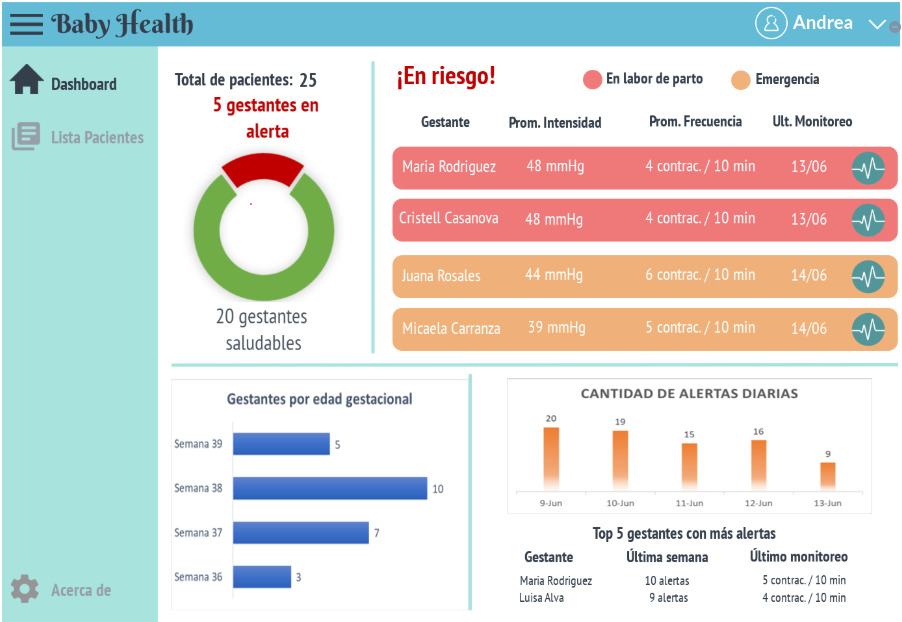 Baby Health
Andrea
Dashboard
Lista Pacientes
Acerca de
Total de pacientes: 25
5 gestantes en
alerta
20 gestantes
saludables
¡En riesgo!
En labor de parto
Emergencia
Gestante Prom. Intensidad Prom. Frecuencia Ult. Monitoreo
Maria Rodriguez 48 mmHg 4 contrac. / 10 min 13/06
Cristell Casanova 48 mmHg 4 contrac. / 10 min 13/06
Juana Rosales 44 mmHg 6 contrac. / 10 min 14/06
Micaela Carranza 39 mmHg 5 contrac. / 10 min 14/06
Gestantes por edad gestacional
Semana 39 5
Semana 38 10
Semana 37 7
Semana 36 3
CANTIDAD DE ALERTAS DIARIAS
20 19 15 16 9
9-Jun 10-Jun 11-Jun 12-Jun 13-Jun
Top 5 gestantes con más alertas
Gestante Última semana Último monitoreo
Maria Rodriguez 10 alertas 5 contrac. / 10 min
Luisa Alva 9 alertas 4 contrac. / 10 min